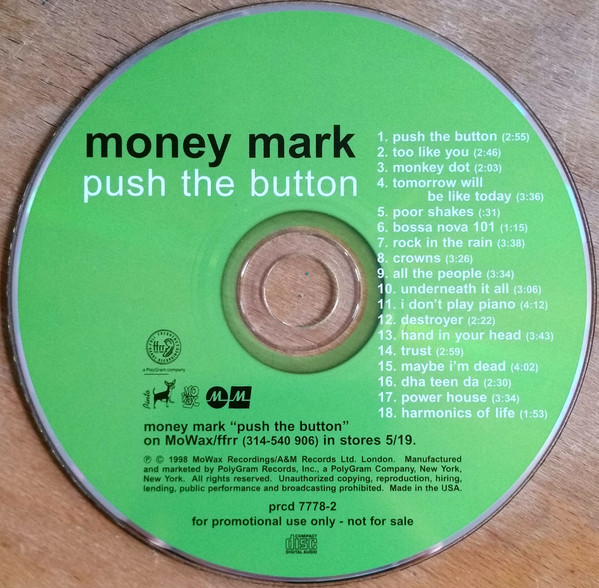 money mark
push the button
1. push the button (2:55)
2. too like you (2:46)
3. monkey dot (2:03)
4. tomorrow will
be like today (3:36)
5. poor shakes (:31)
6. bossa nova 101 (1:15)
7. rock in the rain (3:38)
8. crowns (3:26)
9. all the people (3:34)
10. underneath it all (3:06)
11. i don't play piano (4:12)
12. destroyer (2:22)
13. hand in your head (3:43)
14. trust (2:59)
15. maybe i'm dead (4:02)
16. dha teen da (2:30)
17. power house (3:34)
18. harmonics of life (1:53)
ffrr
a PolyGram company
money mark “push the button”
on MoWax/ffrr (314-540 906) in stores 5/19.
℗ © 1998 MoWax Recordings/A&M Records Ltd. London. Manufactured
and marketed by PolyGram Records, Inc., a PolyGram Company, New York,
New York. All rights reserved. Unauthorized copying, reproduction, hiring,
lending, public performance and broadcasting prohibited. Made in the USA.
prcd 7778-2
for promotional use only - not for sale
COMPACT
disc
DIGITAL AUDIO